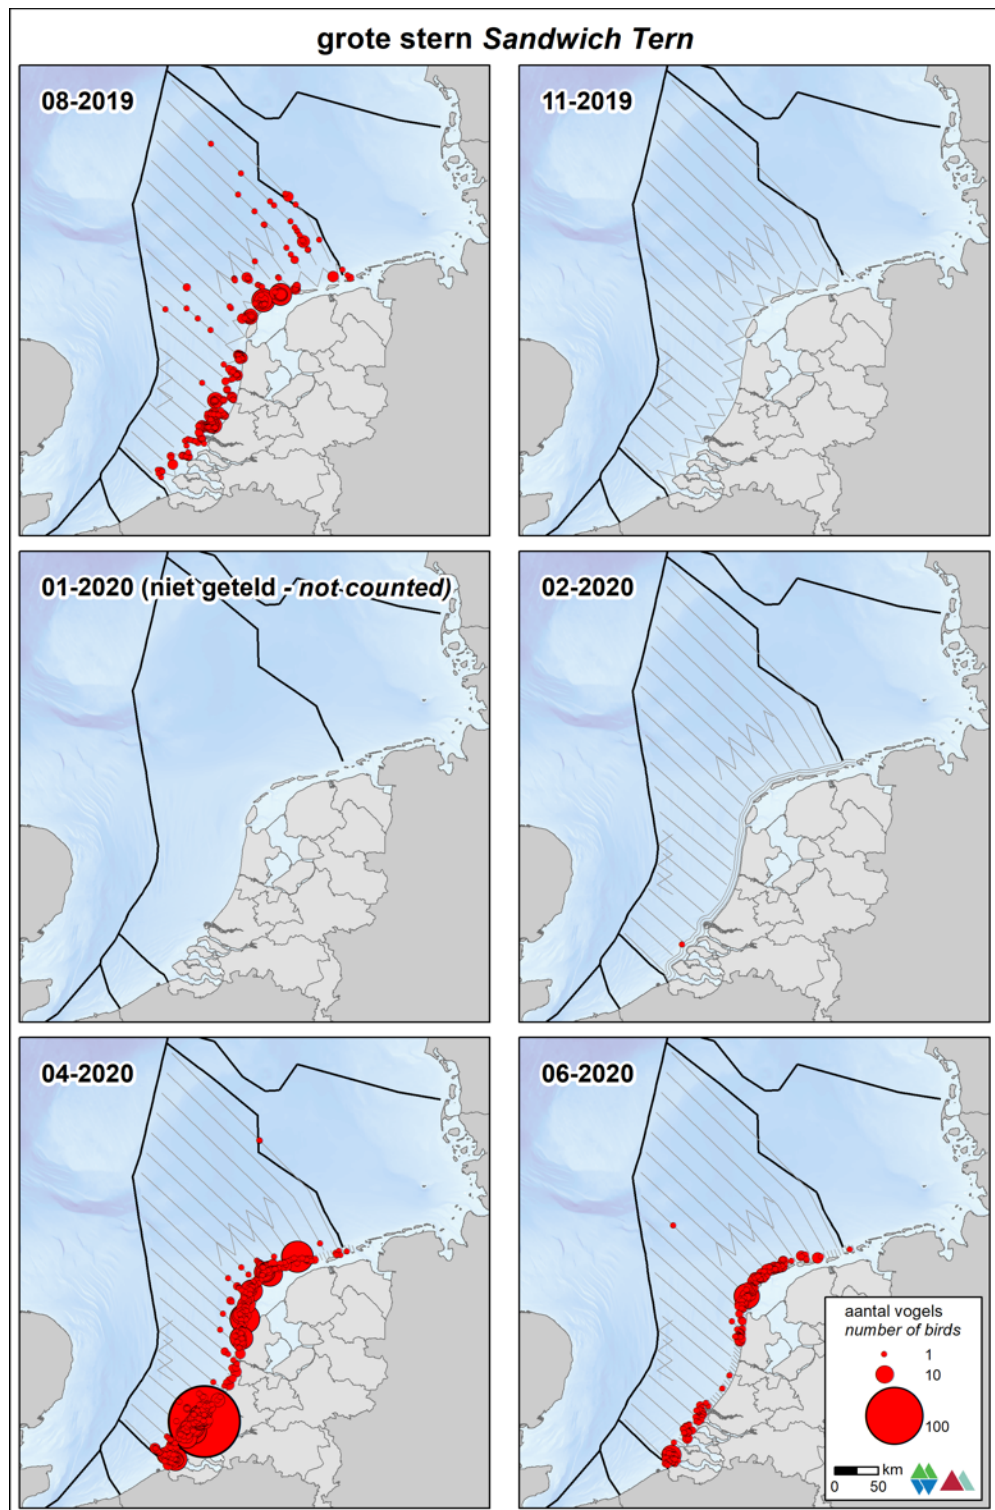 grote stern Sandwich Tern
08-2019
11-2019
01-2020 (niet geteld - not counted)
02-2020
04-2020
06-2020
aantal vogels
number of birds
1
10
100
km
0 50